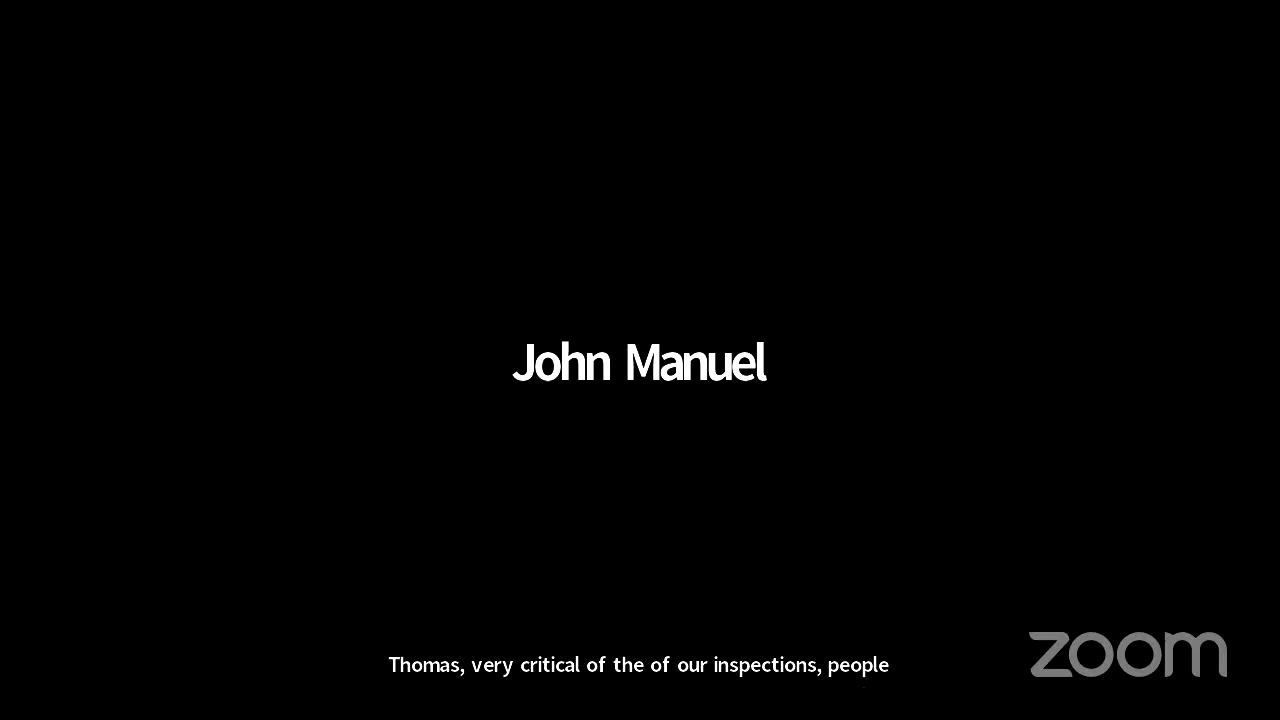 John Manuel
Thomas, very critical of the of our inspections, people
zoom